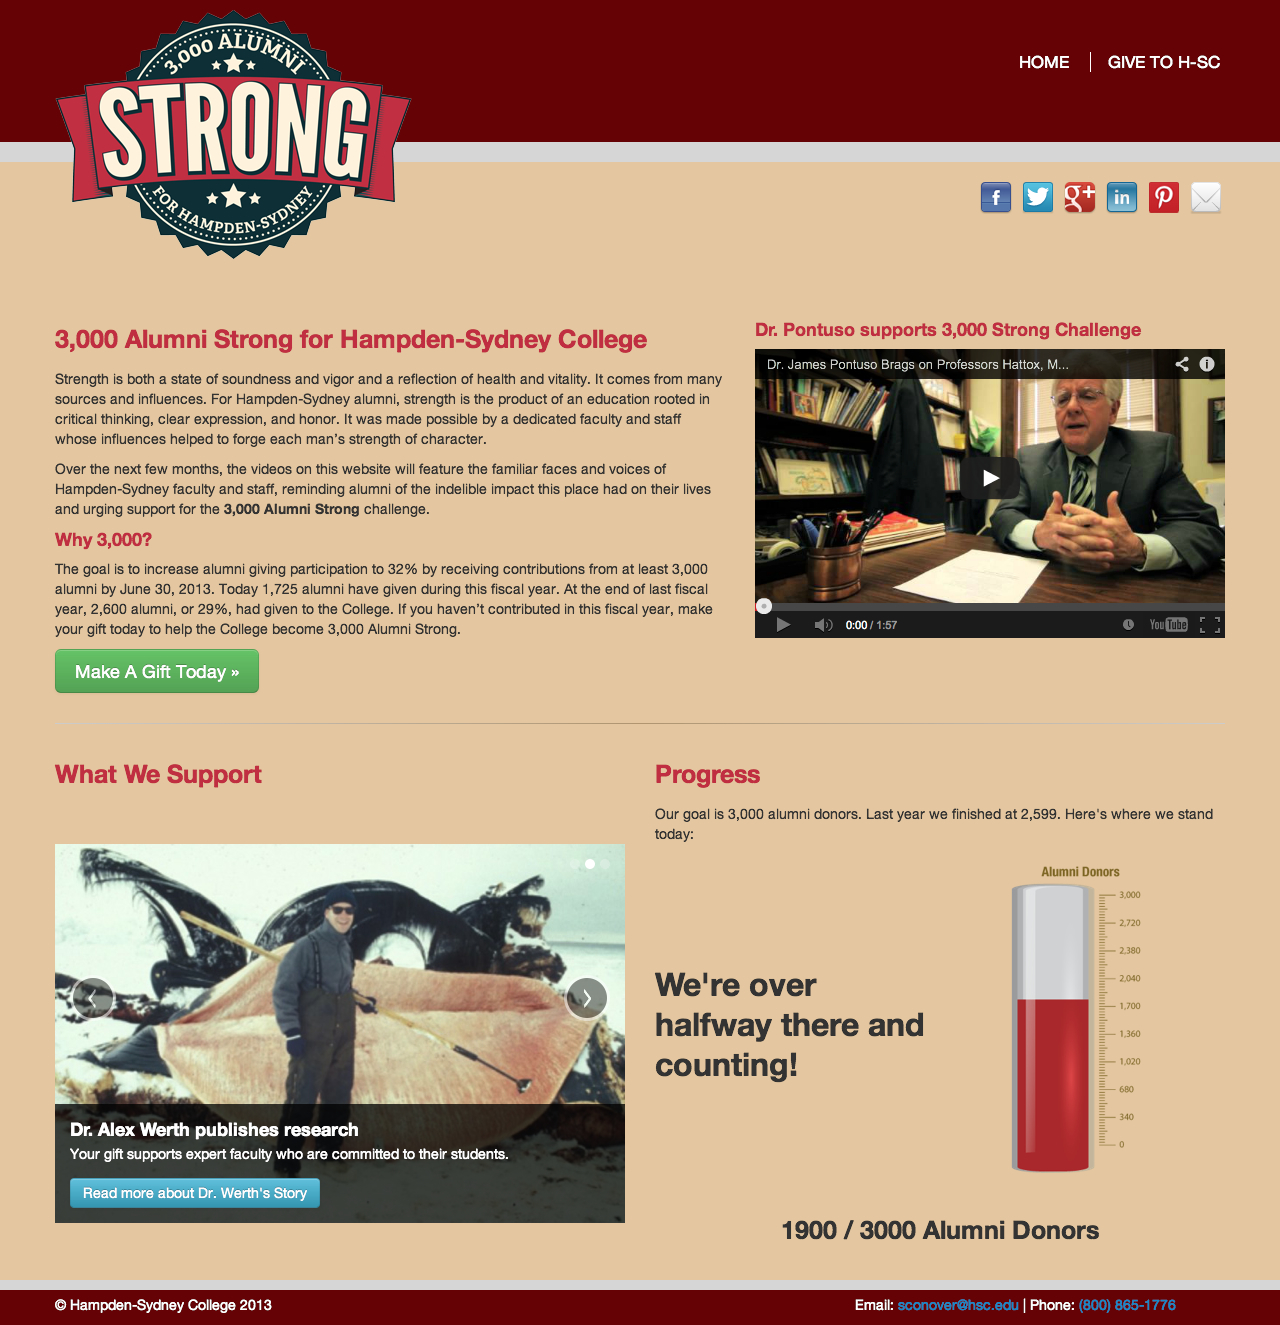 3,000 ALUMNI
STRONG
FOR HAMPDEN-SYDNEY
HOME
GIVE TO H-SC
3,000 Alumni Strong for Hampden-Sydney College
Strength is both a state of soundness and vigor and a reflection of health and vitality. It comes from many
sources and influences. For Hampden-Sydney alumni, strength is the product of an education rooted in
critical thinking, clear expression, and honor. It was made possible by a dedicated faculty and staff
whose influences helped to forge each man’s strength of character.
Over the next few months, the videos on this website will feature the familiar faces and voices of
Hampden-Sydney faculty and staff, reminding alumni of the indelible impact this place had on their lives
and urging support for the 3,000 Alumni Strong challenge.
Why 3,000?
The goal is to increase alumni giving participation to 32% by receiving contributions from at least 3,000
alumni by June 30, 2013. Today 1,725 alumni have given during this fiscal year. At the end of last fiscal
year, 2,600 alumni, or 29%, had given to the College. If you haven’t contributed in this fiscal year, make
your gift today to help the College become 3,000 Alumni Strong.
Make A Gift Today »
Dr. Pontuso supports 3,000 Strong Challenge
Dr. James Pontuso Brags on Professors Hattox, M...
0:00 / 1:57
YouTube
What We Support
Dr. Alex Werth publishes research
Your gift supports expert faculty who are committed to their students.
Read more about Dr. Werth's Story
Progress
Our goal is 3,000 alumni donors. Last year we finished at 2,599. Here's where we stand
today:
We're over
halfway there and
counting!
Alumni Donors
3,000
2,720
2,380
2,040
1,700
1,360
1,020
680
340
0
1900 / 3000 Alumni Donors
© Hampden-Sydney College 2013
Email: sconover@hsc.edu | Phone: (800) 865-1776